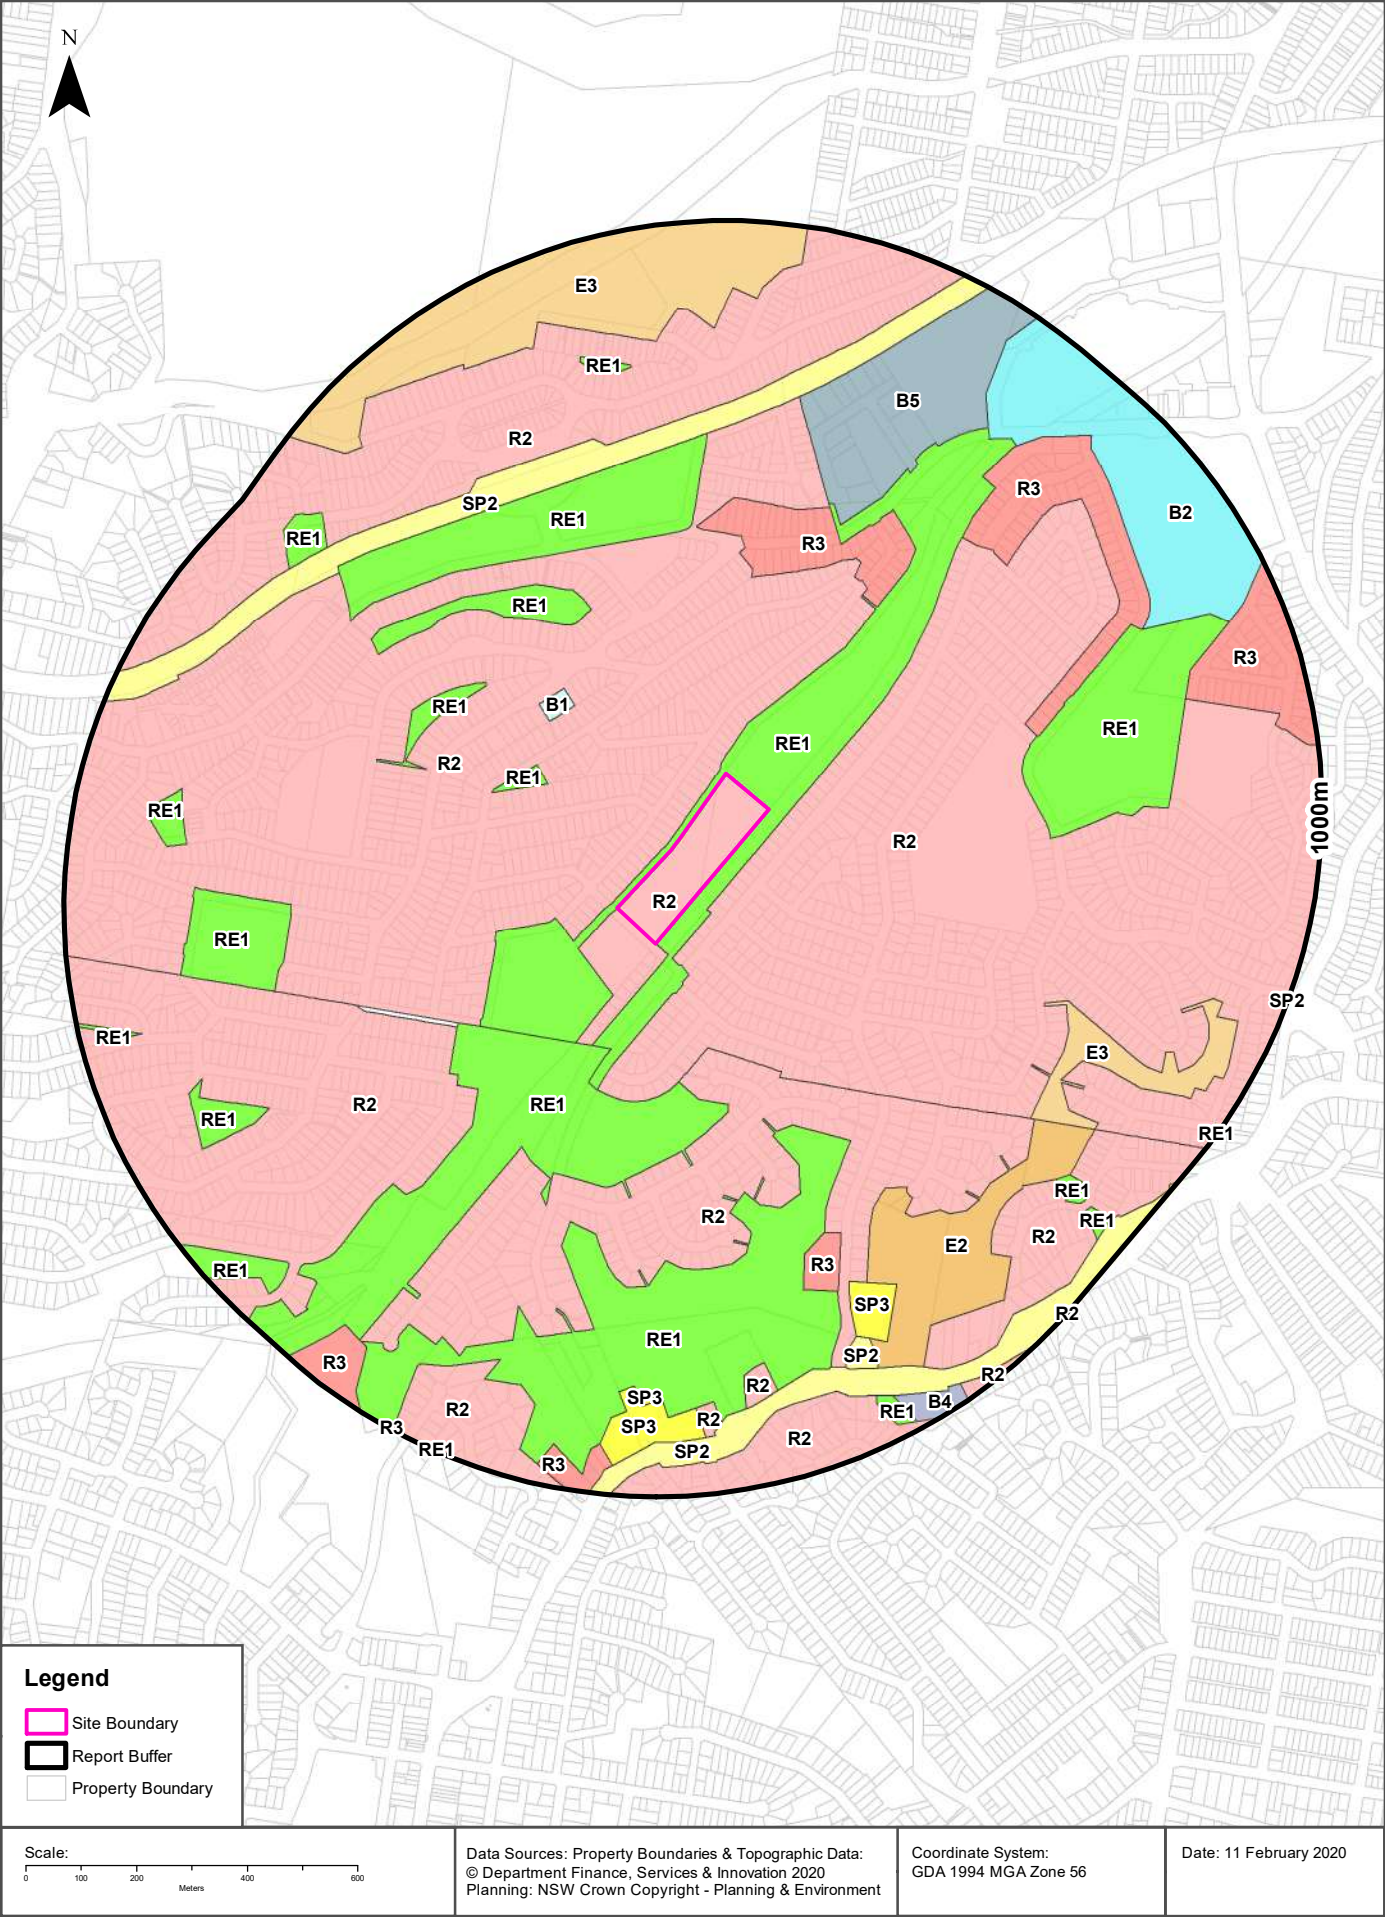 N
E3
RE1
B5
R2
SP2
R3
RE1
B2
RE1
R3
RE1
R3
RE1
B1
RE1
RE1
R2
RE1
RE1
1000m
R2
R2
RE1
SP2
RE1
E3
RE1
R2
RE1
RE1
RE1
R2
RE1
R2
E2
RE1
R3
SP3
R2
RE1
SP2
R3
R2
R2
SP3
B4
R2
RE1
R2
SP3
R3
R2
RE1
SP2
R3
Legend
Site Boundary
Report Buffer
Property Boundary
Scale:
0 100 200 400 600
Meters
Data Sources: Property Boundaries & Topographic Data:
© Department Finance, Services & Innovation 2020
Planning: NSW Crown Copyright - Planning & Environment
Coordinate System:
GDA 1994 MGA Zone 56
Date: 11 February 2020